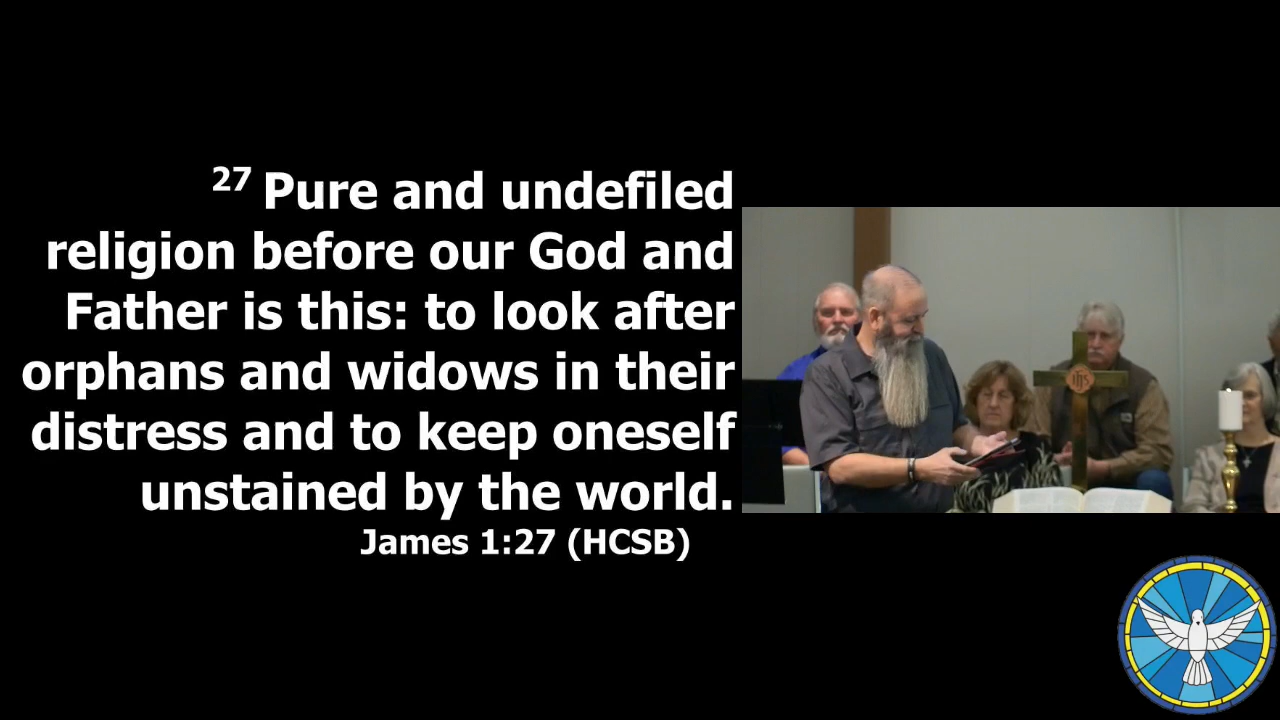 27 Pure and undefiled
religion before our God and
Father is this: to look after
orphans and widows in their
distress and to keep oneself
unstained by the world.
James 1:27 (HCSB)
IHS